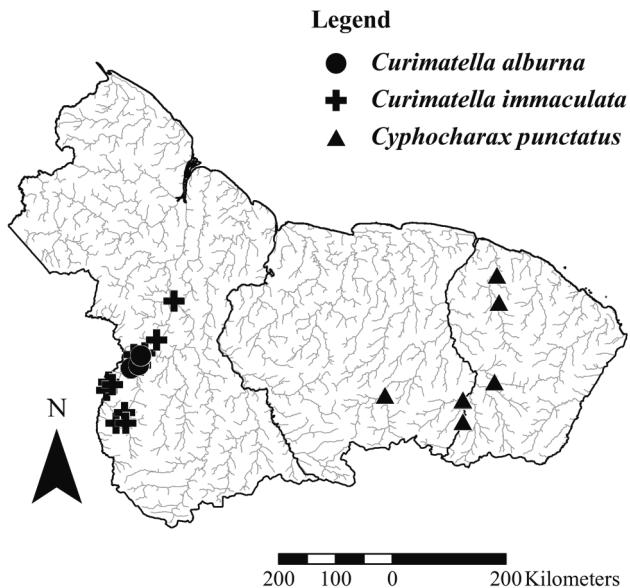 Legend
Curimatella alburna
Curimatella immaculata
Cyphocharax punctatus
N
200 100 0 200 Kilometers